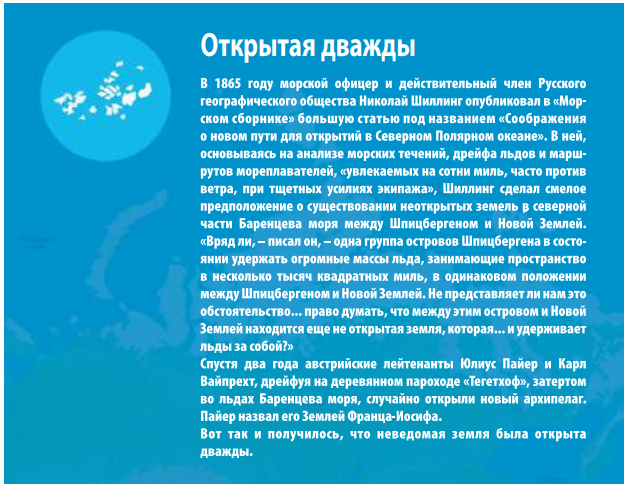 Открытая дважды
В 1865 году морской офицер и действительный член Русского
географического общества Николай Шиллинг опубликовал в «Мор-
ском сборнике» большую статью под названием «Соображения
о новом пути для открытий в Северном Полярном океане». В ней,
основываясь на анализе морских течений, дрейфа льдов и марш-
рутов мореплавателей, «увлекаемых на сотни миль, часто против
ветра, при тщетных усилиях экипажа», Шиллинг сделал смелое
предположение о существовании неоткрытых земель в северной
части Баренцева моря между Шпицбергеном и Новой Землей.
«Вряд ли, – писал он, – одна группа островов Шпицбергена в состо-
янии удержать огромные массы льда, занимающие пространство
в несколько тысяч квадратных миль, в одинаковом положении
между Шпицбергеном и Новой Землей. Не представляет ли нам это
обстоятельство... право думать, что между этим островом и Новой
Землей находится еще не открытая земля, которая... и удерживает
льды за собой?»
Спустя два года австрийские лейтенанты Юлиус Пайер и Карл
Вайпрехт, дрейфуя на деревянном пароходе «Тегетхоф», затертом
во льдах Баренцева моря, случайно открыли новый архипелаг.
Пайер назвал его Землей Франца-Иосифа.
Вот так и получилось, что неведомая земля была открыта
дважды.